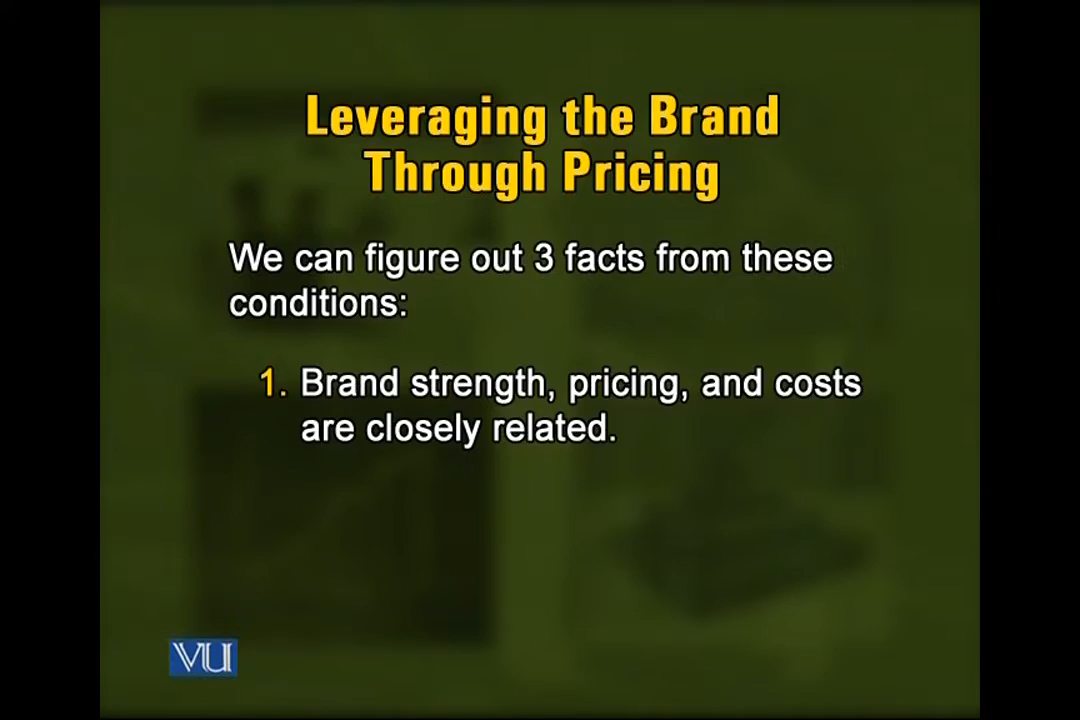 Leveraging the Brand
Through Pricing
We can figure out 3 facts from these
conditions:
1. Brand strength, pricing, and costs
are closely related.
VU